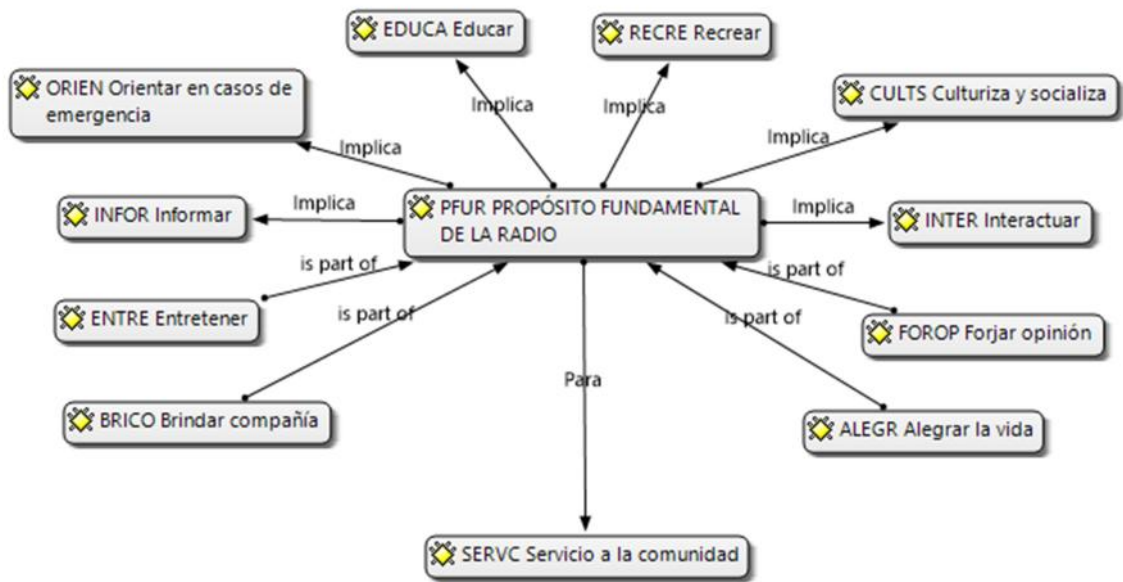 EDUCA Educar
RECRE Recrear
ORIEN Orientar en casos de
emergencia
CULTS Culturiza y socializa
Implica
Implica
Implica
Implica
PFUR PROPÓSITO FUNDAMENTAL
DE LA RADIO
INFOR Informar
Implica
Implica
INTER Interactuar
is part of
is part of
ENTRE Entretener
is part of
is part of
FOROP Forjar opinión
Para
BRICO Brindar compañía
ALEGR Alegrar la vida
SERVC Servicio a la comunidad